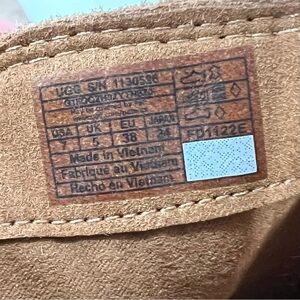 UGG S/N 1130536
USA UK EU JAPAN
7 5 38 24 FD1122E
Made in Vietnam
Fabriqué au Vietnam
Hecho en Vietnam